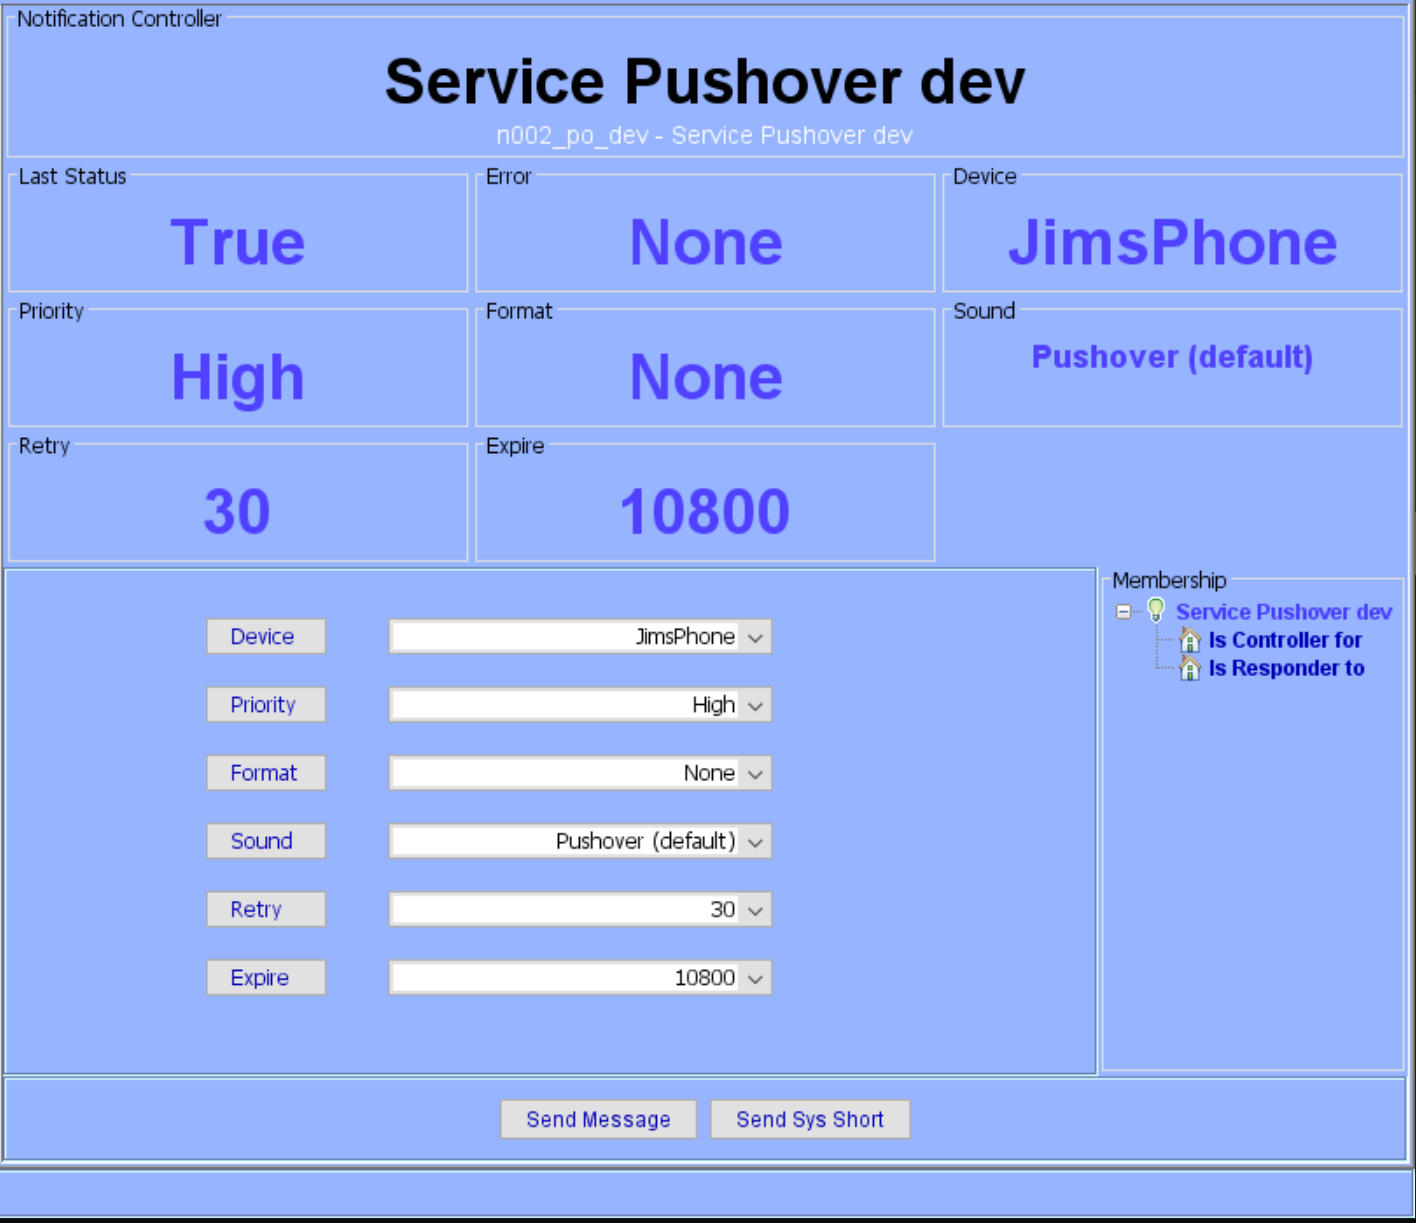 Notification Controller
Service Pushover dev
n002_po_dev - Service Pushover dev
Last Status
True
Error
None
Device
JimsPhone
Priority
High
Format
None
Sound
Pushover (default)
Retry
30
Expire
10800
Device JimsPhone
Priority High
Format None
Sound Pushover (default)
Retry 30
Expire 10800
Membership
Service Pushover dev
Is Controller for
Is Responder to
Send Message Send Sys Short